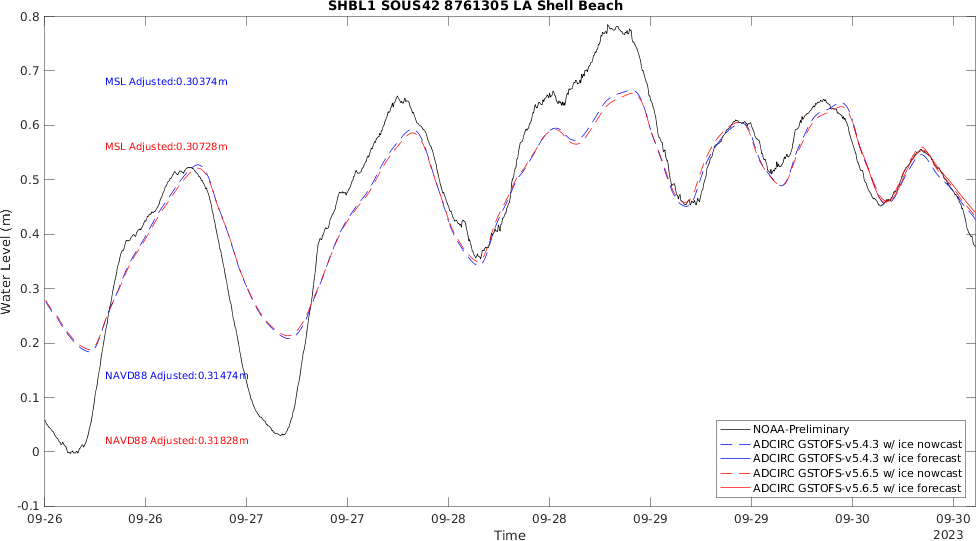 SHBL1 SOUS42 8761305 LA Shell Beach
0.8
0.7
0.6
0.5
0.4
0.3
0.2
0.1
0
-0.1
Water Level (m)
MSL Adjusted:0.30374m
MSL Adjusted:0.30728m
NAVD88 Adjusted:0.31474m
NAVD88 Adjusted:0.31828m
NOAA-Preliminary
ADCIRC GSTOFS-v5.4.3 w/ ice nowcast
ADCIRC GSTOFS-v5.4.3 w/ ice forecast
ADCIRC GSTOFS-v5.6.5 w/ ice nowcast
ADCIRC GSTOFS-v5.6.5 w/ ice forecast
09-26 09-26 09-27 09-27 09-28 09-28 09-29 09-29 09-30 09-30
Time
2023